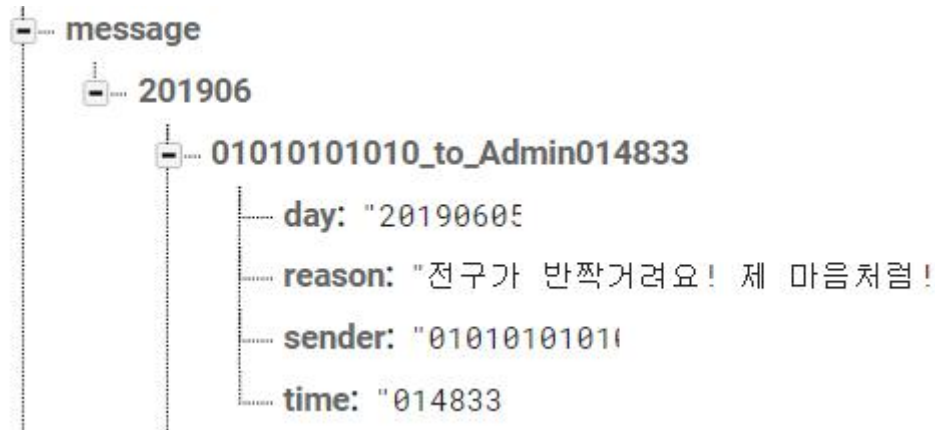 message
201906
01010101010_to_Admin014833
day: "20190605
reason: "전구가 반짝거려요! 제 마음처럼!
sender: "01010101010
time: "014833